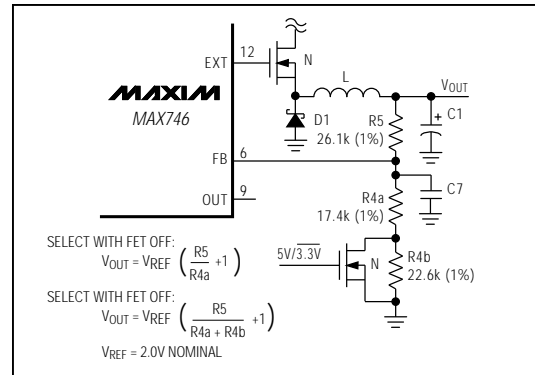 EXT
12
N
MAXIM
MAX746
L
VOUT
D1
R5
26.1k (1%)
+
C1
FB
6
OUT
9
R4a
17.4k (1%)
C7
5V/3.3V
N
R4b
22.6k (1%)
SELECT WITH FET OFF:
VOUT = VREF ( R5 / R4a +1 )
SELECT WITH FET OFF:
VOUT = VREF ( R5 / R4a + R4b +1 )
VREF = 2.0V NOMINAL